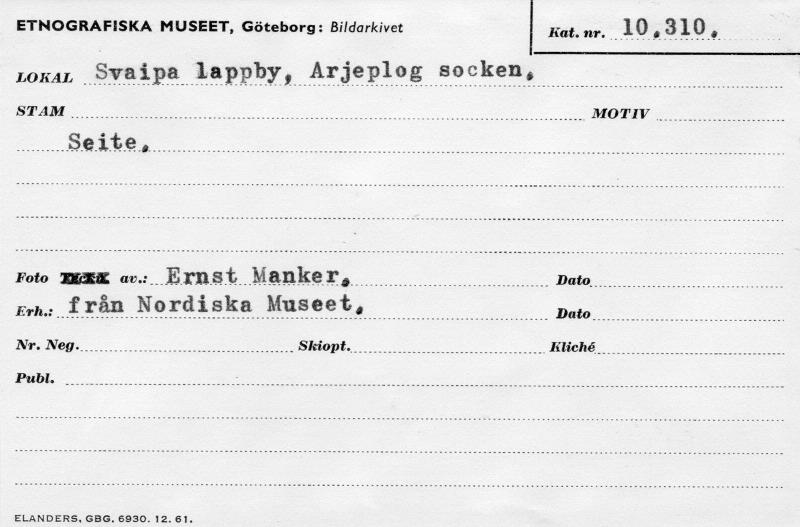 ETNOGRAFISKA MUSEET, Göteborg: Bildarkivet
Kat. nr. 10,310.
LOKAL Svaipa lappby, Arjeplog socken,
STAM MOTIV
Seite,
Foto av.: Ernst Manker, Dato
Erh.: från Nordiska Museet, Dato
Nr. Neg. Skiopt. Kliché
Publ.
ELANDERS, GBG. 6930. 12. 61.